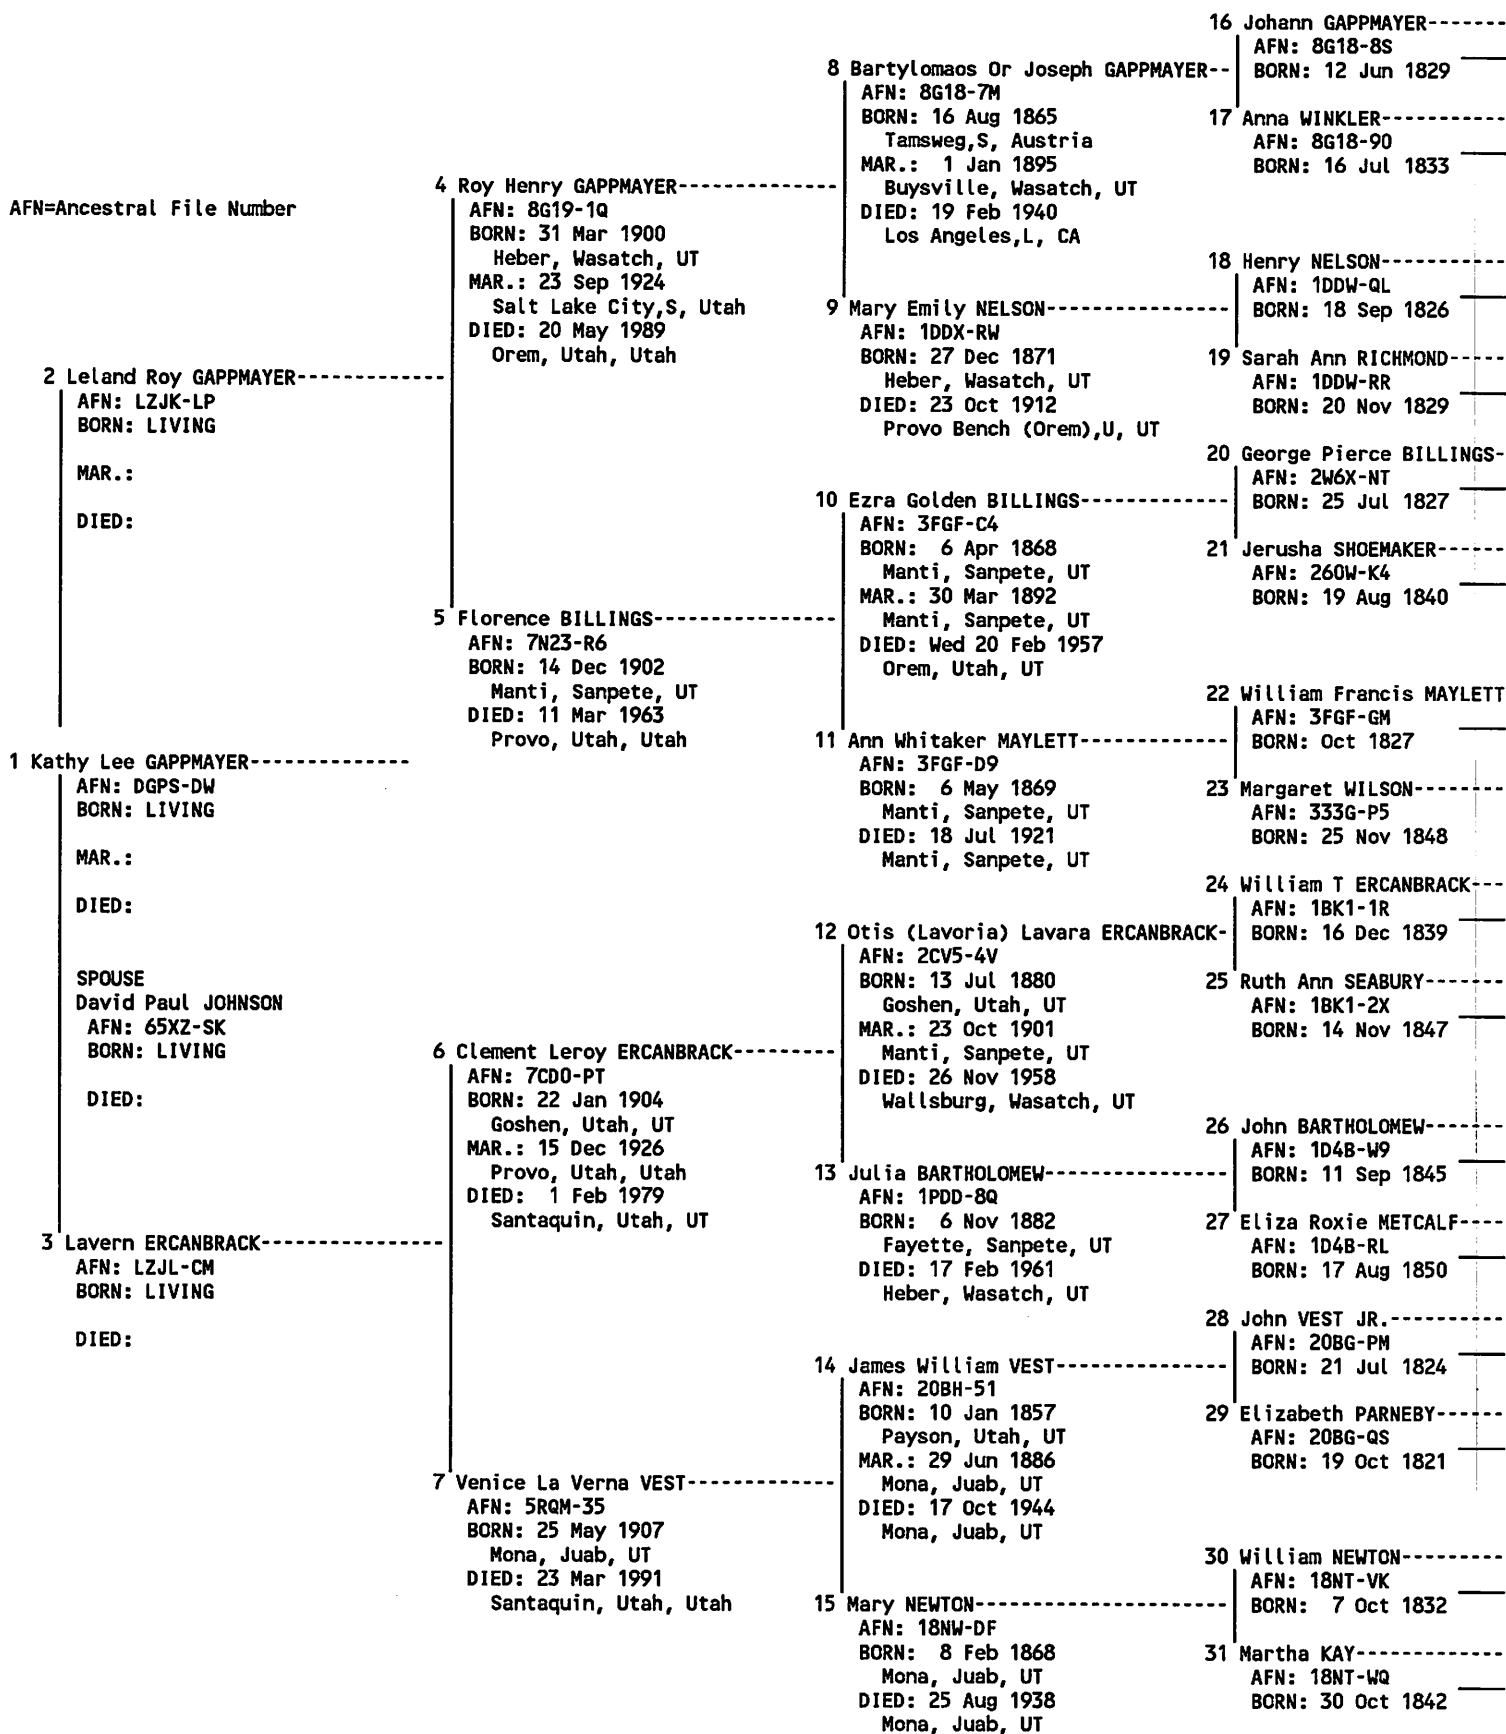 AFN=Ancestral File Number
1 Kathy Lee GAPPMAYER--------------
AFN: DGPS-DW
BORN: LIVING
MAR.:
DIED:
SPOUSE
David Paul JOHNSON
AFN: 65XZ-SK
BORN: LIVING
DIED:
2 Leland Roy GAPPMAYER-------------
AFN: LZJK-LP
BORN: LIVING
MAR.:
DIED:
3 Lavern ERCANBRACK----------------
AFN: LZJL-CM
BORN: LIVING
DIED:
4 Roy Henry GAPPMAYER--------------
AFN: 8G19-1Q
BORN: 31 Mar 1900
Heber, Wasatch, UT
MAR.: 23 Sep 1924
Salt Lake City,S, Utah
DIED: 20 May 1989
Orem, Utah, Utah
5 Florence BILLINGS----------------
AFN: 7N23-R6
BORN: 14 Dec 1902
Manti, Sanpete, UT
DIED: 11 Mar 1963
Provo, Utah, Utah
6 Clement Leroy ERCANBRACK---------
AFN: 7CD0-PT
BORN: 22 Jan 1904
Goshen, Utah, UT
MAR.: 15 Dec 1926
Provo, Utah, Utah
DIED:  1 Feb 1979
Santaquin, Utah, UT
7 Venice La Verna VEST-------------
AFN: 5RQM-35
BORN: 25 May 1907
Mona, Juab, UT
DIED: 23 Mar 1991
Santaquin, Utah, Utah
8 Bartylomaos Or Joseph GAPPMAYER--
AFN: 8G18-7M
BORN: 16 Aug 1865
Tamsweg,S, Austria
MAR.:  1 Jan 1895
Buysville, Wasatch, UT
DIED: 19 Feb 1940
Los Angeles,L, CA
9 Mary Emily NELSON----------------
AFN: 1DDX-RW
BORN: 27 Dec 1871
Heber, Wasatch, UT
DIED: 23 Oct 1912
Provo Bench (Orem),U, UT
10 Ezra Golden BILLINGS-------------
AFN: 3FGF-C4
BORN:  6 Apr 1868
Manti, Sanpete, UT
MAR.: 30 Mar 1892
Manti, Sanpete, UT
DIED: Wed 20 Feb 1957
Orem, Utah, UT
11 Ann Whitaker MAYLETT-------------
AFN: 3FGF-D9
BORN:  6 May 1869
Manti, Sanpete, UT
DIED: 18 Jul 1921
Manti, Sanpete, UT
12 Otis (Lavoria) Lavara ERCANBRACK-
AFN: 2CV5-4V
BORN: 13 Jul 1880
Goshen, Utah, UT
MAR.: 23 Oct 1901
Manti, Sanpete, UT
DIED: 26 Nov 1958
Wallsburg, Wasatch, UT
13 Julia BARTHOLOMEW----------------
AFN: 1PDD-8Q
BORN:  6 Nov 1882
Fayette, Sanpete, UT
DIED: 17 Feb 1961
Heber, Wasatch, UT
14 James William VEST---------------
AFN: 20BH-51
BORN: 10 Jan 1857
Payson, Utah, UT
MAR.: 29 Jun 1886
Mona, Juab, UT
DIED: 17 Oct 1944
Mona, Juab, UT
15 Mary NEWTON----------------------
AFN: 18NW-DF
BORN:  8 Feb 1868
Mona, Juab, UT
DIED: 25 Aug 1938
Mona, Juab, UT
16 Johann GAPPMAYER-------
AFN: 8G18-8S
BORN: 12 Jun 1829
17 Anna WINKLER-----------
AFN: 8G18-90
BORN: 16 Jul 1833
18 Henry NELSON-----------
AFN: 1DDW-QL
BORN: 18 Sep 1826
19 Sarah Ann RICHMOND-----
AFN: 1DDW-RR
BORN: 20 Nov 1829
20 George Pierce BILLINGS-
AFN: 2W6X-NT
BORN: 25 Jul 1827
21 Jerusha SHOEMAKER------
AFN: 260W-K4
BORN: 19 Aug 1840
22 William Francis MAYLETT
AFN: 3FGF-GM
BORN: Oct 1827
23 Margaret WILSON--------
AFN: 333G-P5
BORN: 25 Nov 1848
24 William T ERCANBRACK---
AFN: 1BK1-1R
BORN: 16 Dec 1839
25 Ruth Ann SEABURY-------
AFN: 1BK1-2X
BORN: 14 Nov 1847
26 John BARTHOLOMEW-------
AFN: 1D4B-W9
BORN: 11 Sep 1845
27 Eliza Roxie METCALF----
AFN: 1D4B-RL
BORN: 17 Aug 1850
28 John VEST JR.----------
AFN: 20BG-PM
BORN: 21 Jul 1824
29 Elizabeth PARNEBY------
AFN: 20BG-QS
BORN: 19 Oct 1821
30 William NEWTON---------
AFN: 18NT-VK
BORN:  7 Oct 1832
31 Martha KAY-------------
AFN: 18NT-WQ
BORN: 30 Oct 1842